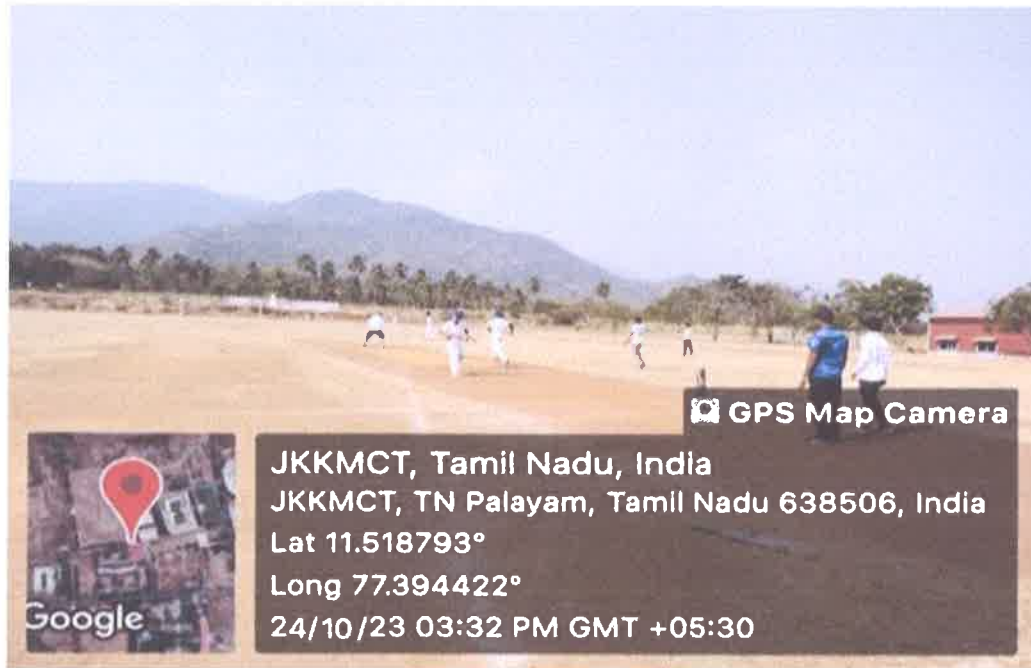 GPS Map Camera
JKKMCT, Tamil Nadu, India
JKKMCT, TN Palayam, Tamil Nadu 638506, India
Lat 11.518793°
Long 77.394422°
24/10/23 03:32 PM GMT +05:30
Google